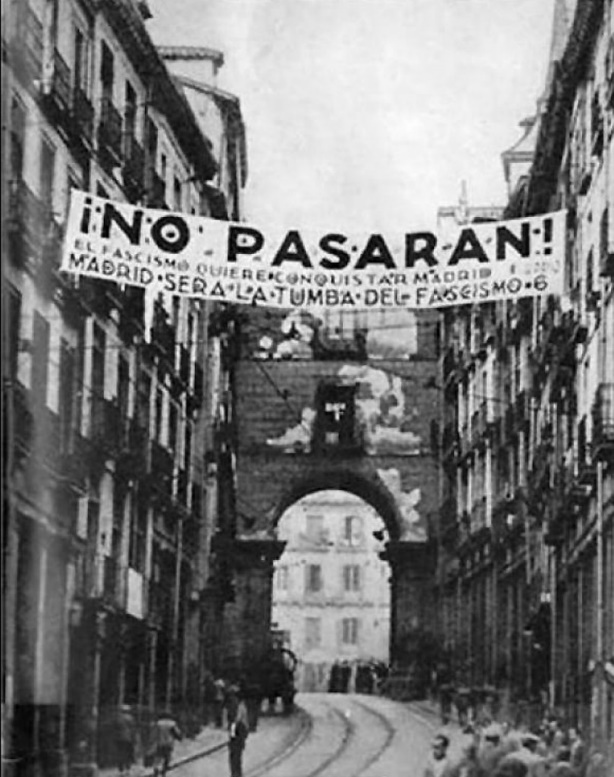 ¡NO PASARAN!
EL FASCISMO QUIERE CONQUISTAR MADRID
MADRID·SERA·LA·TUMBA·DEL·FASCISMO·